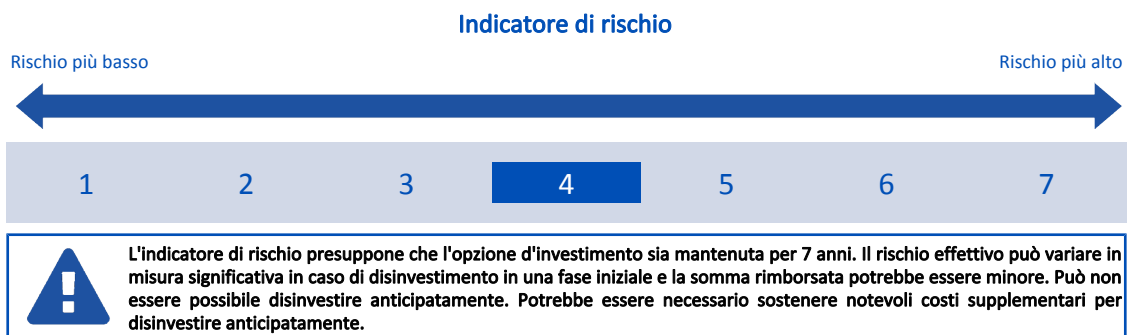 Indicatore di rischio
Rischio più basso Rischio più alto
1 2 3 4 5 6 7
L'indicatore di rischio presuppone che l'opzione d'investimento sia mantenuta per 7 anni. Il rischio effettivo può variare in
misura significativa in caso di disinvestimento in una fase iniziale e la somma rimborsata potrebbe essere minore. Può non
essere possibile disinvestire anticipatamente. Potrebbe essere necessario sostenere notevoli costi supplementari per
disinvestire anticipatamente.